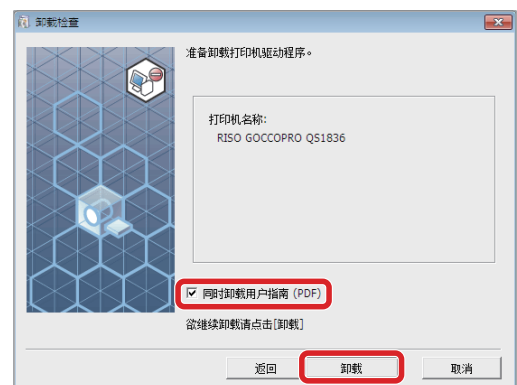 卸载检查
准备卸载打印机驱动程序。
打印机名称:
RISO GOCCOPRO QS1836
同时卸载用户指南 (PDF)
欲继续卸载请点击[卸载]
返回
卸载
取消